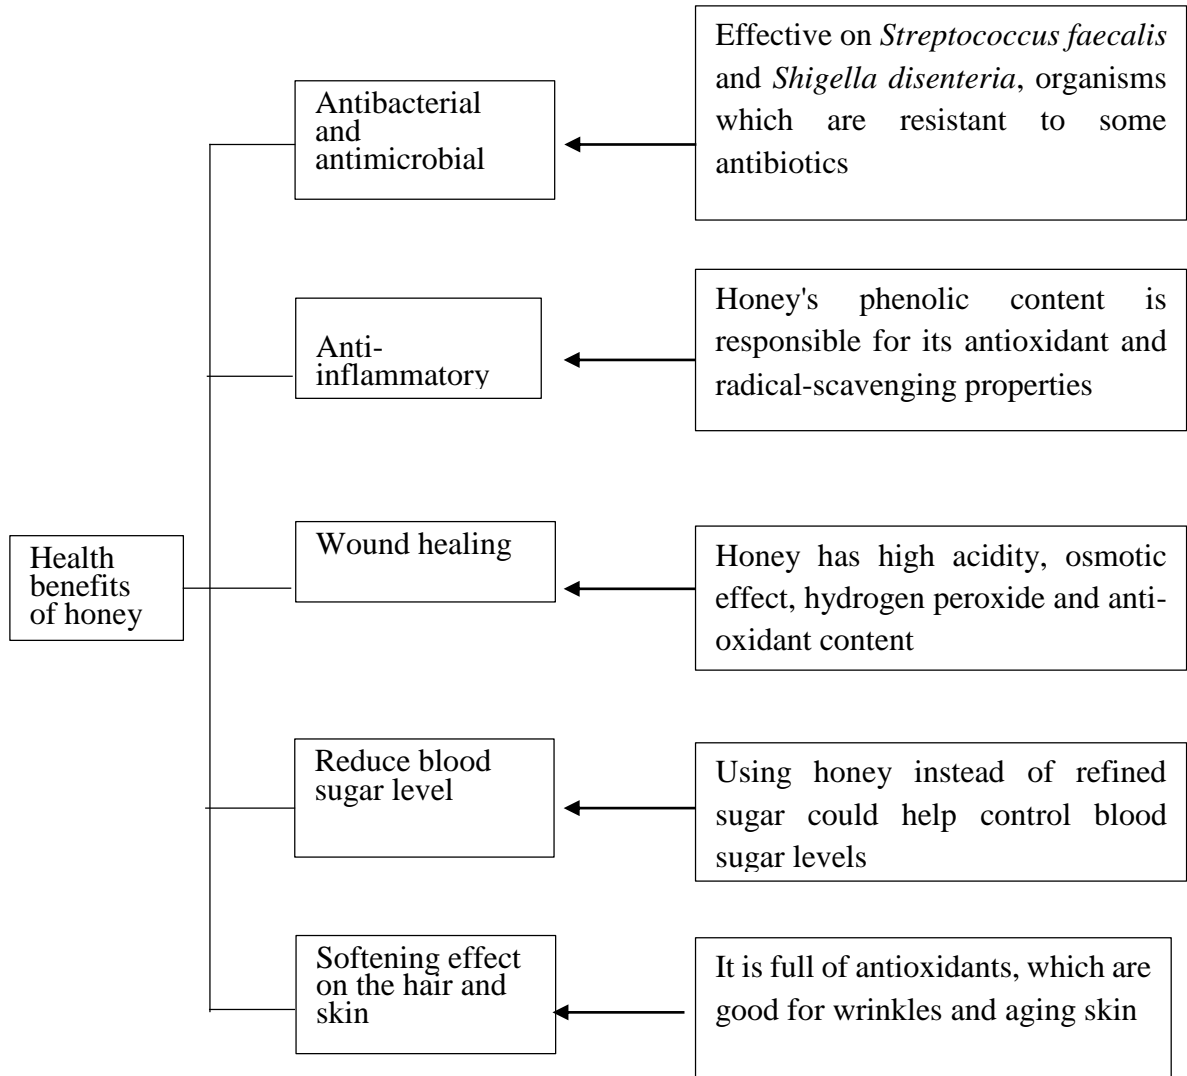 Effective on Streptococcus faecalis
and Shigella disenteria, organisms
which are resistant to some
antibiotics
Antibacterial
and
antimicrobial
Honey's phenolic content is
responsible for its antioxidant and
radical-scavenging properties
Anti-
inflammatory
Wound healing
Honey has high acidity, osmotic
effect, hydrogen peroxide and anti-
oxidant content
Health
benefits
of honey
Reduce blood
sugar level
Using honey instead of refined
sugar could help control blood
sugar levels
Softening effect
on the hair and
skin
It is full of antioxidants, which are
good for wrinkles and aging skin